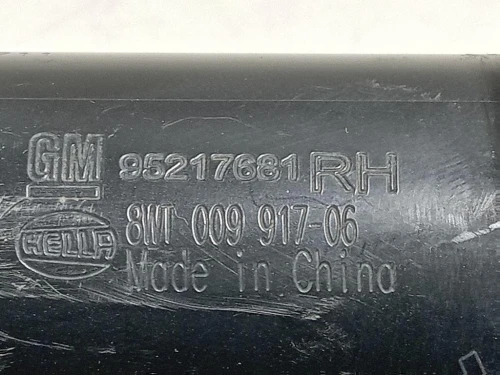 GM 95217681 RH
HELLA 8WT 009 917-06
Made in China